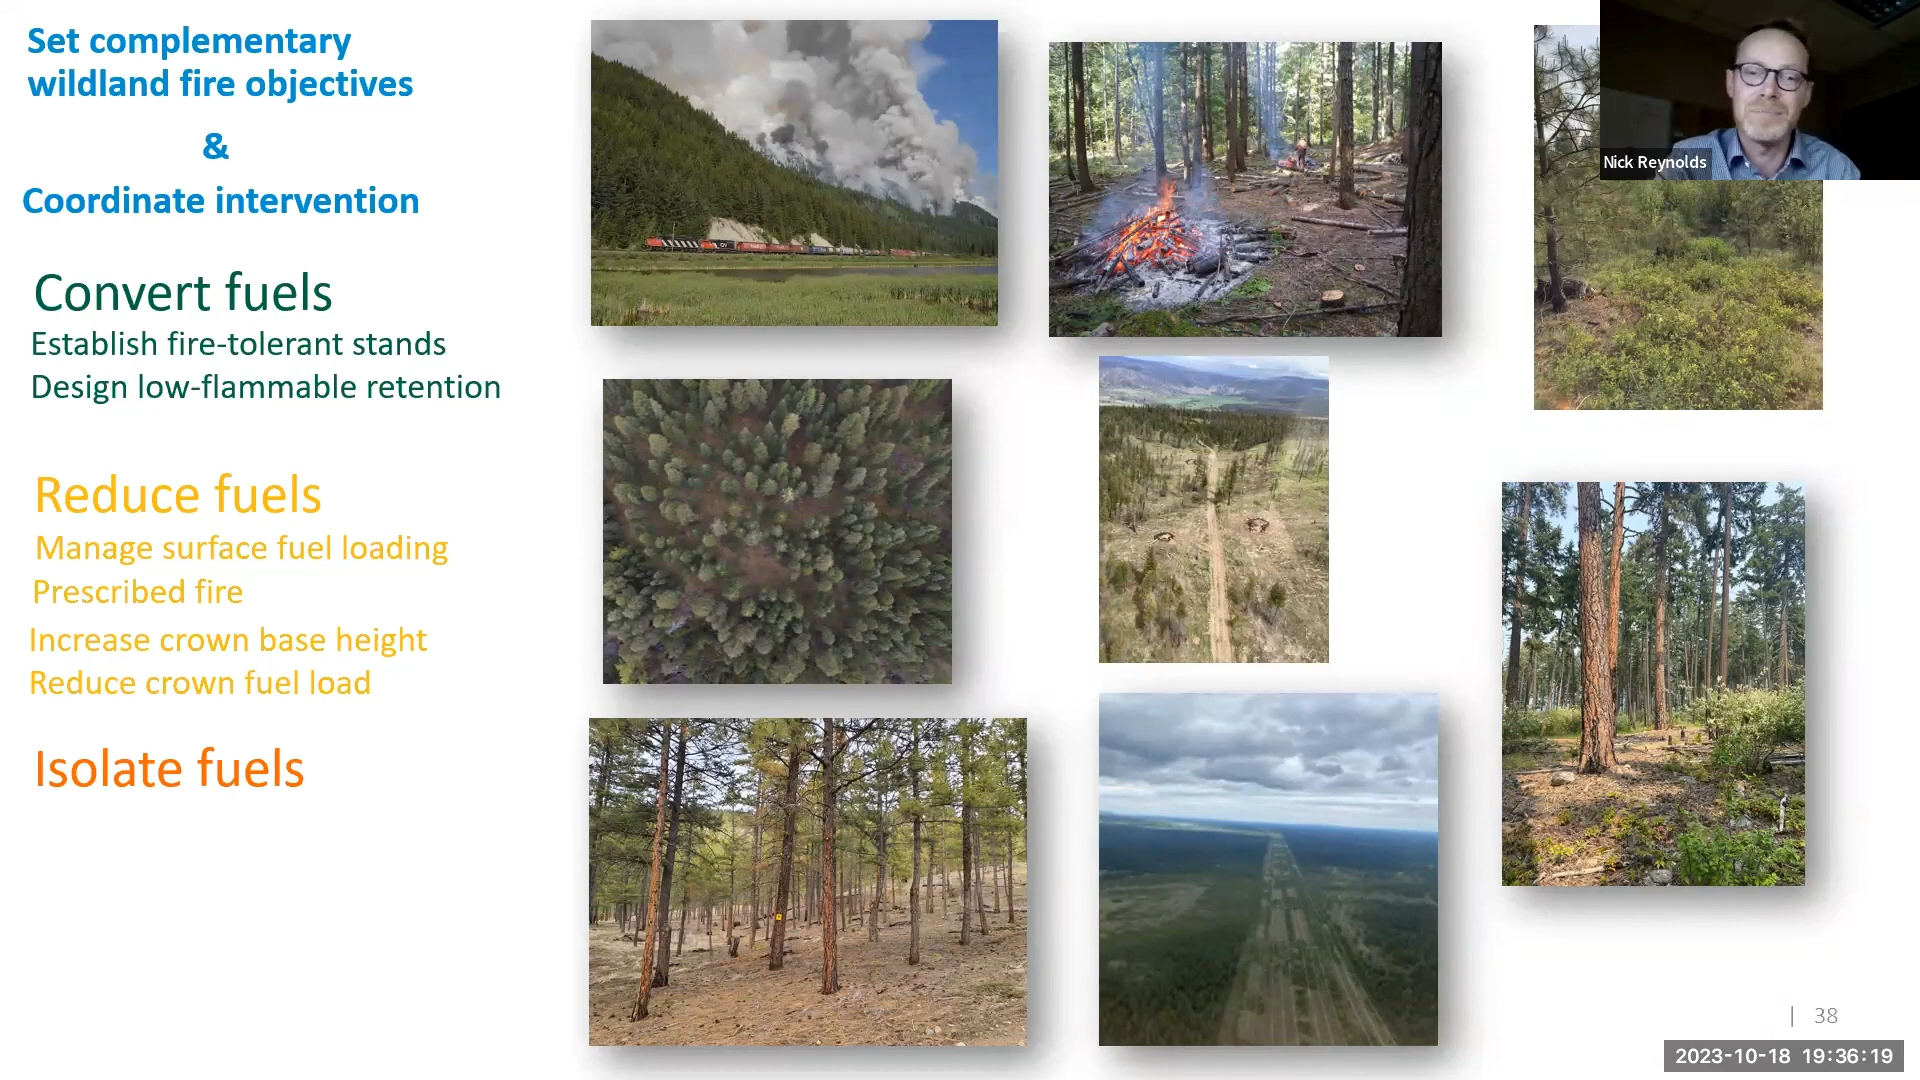 Set complementary
wildland fire objectives
&
Coordinate intervention
Convert fuels
Establish fire-tolerant stands
Design low-flammable retention
Reduce fuels
Manage surface fuel loading
Prescribed fire
Increase crown base height
Reduce crown fuel load
Isolate fuels
Nick Reynolds
| 38
2023-10-18 19:36:19